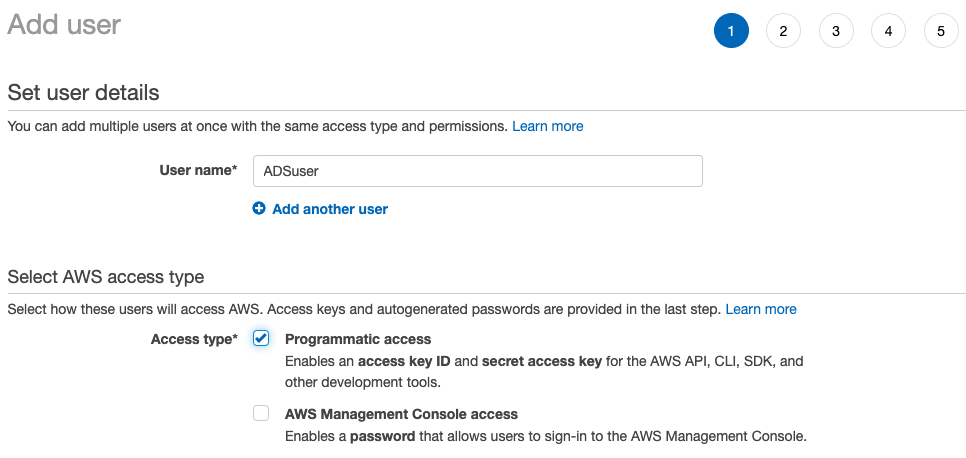 Add user
1 2 3 4 5
Set user details
You can add multiple users at once with the same access type and permissions. Learn more
User name* ADSuser
Add another user
Select AWS access type
Select how these users will access AWS. Access keys and autogenerated passwords are provided in the last step. Learn more
Access type* Programmatic access
Enables an access key ID and secret access key for the AWS API, CLI, SDK, and
other development tools.
AWS Management Console access
Enables a password that allows users to sign-in to the AWS Management Console.